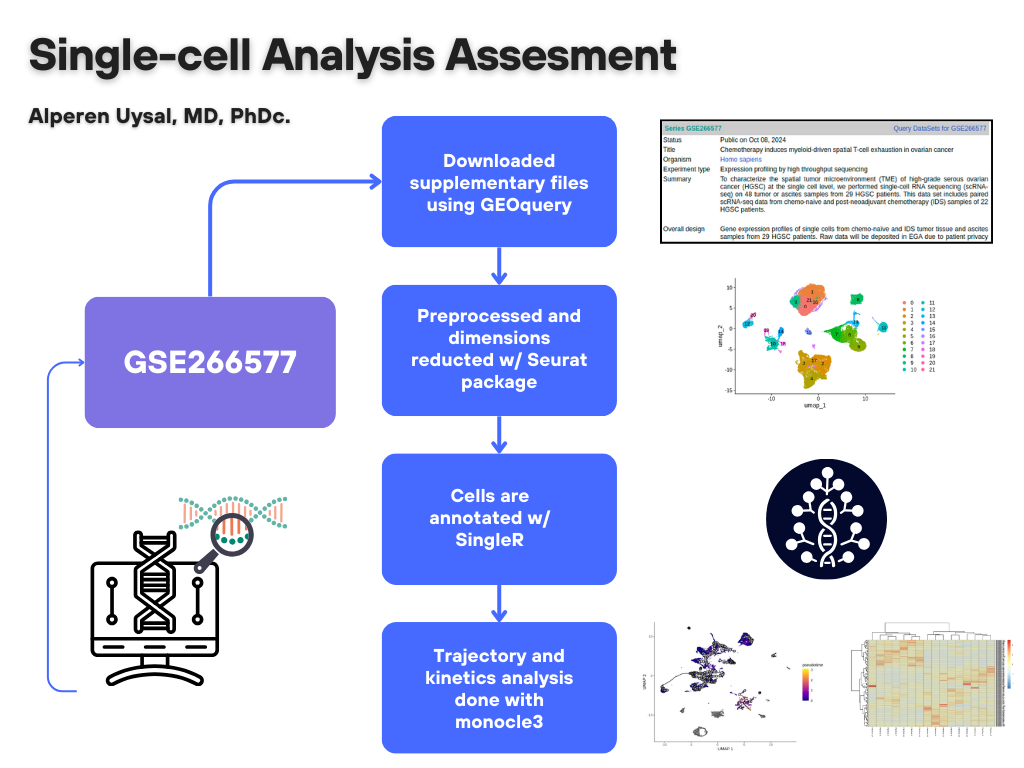 Single-cell Analysis Assesment
Alperen Uysal, MD, PhDc.
Downloaded
supplementary files
using GEOquery
Series GSE266577 Query DataSets for GSE266577
Status Public on Oct 08, 2024
Title Chemotherapy induces myeloid-driven spatial T-cell exhaustion in ovarian cancer
Organism Homo sapiens
Experiment type Expression profiling by high throughput sequencing
Summary To characterize the spatial tumor microenvironment (TME) of high-grade serous ovarian
cancer (HGSC) at the single cell level, we performed single-cell RNA sequencing (scRNA-
seq) on 48 tumor or ascites samples from 29 HGSC patients. This data set includes paired
scRNA-seq data from chemo-naive and post-neoadjuvant chemotherapy (IDS) samples of 22
HGSC patients.
Overall design Gene expression profiles of single cells from chemo-naive and IDS tumor tissue and ascites
samples from 29 HGSC patients. Raw data will be deposited in EGA due to patient privacy
GSE266577
Preprocessed and
dimensions
reducted w/ Seurat
package
10
5
0
-5
-10
-15
umap_2
-10 0 10
umap_1
0 11
1 12
2 13
3 14
4 15
5 16
6 17
7 18
8 19
9 20
10 21
Cells are
annotated w/
SingleR
Trajectory and
kinetics analysis
done with
monocle3
pseudotime
UMAP 2
UMAP 1